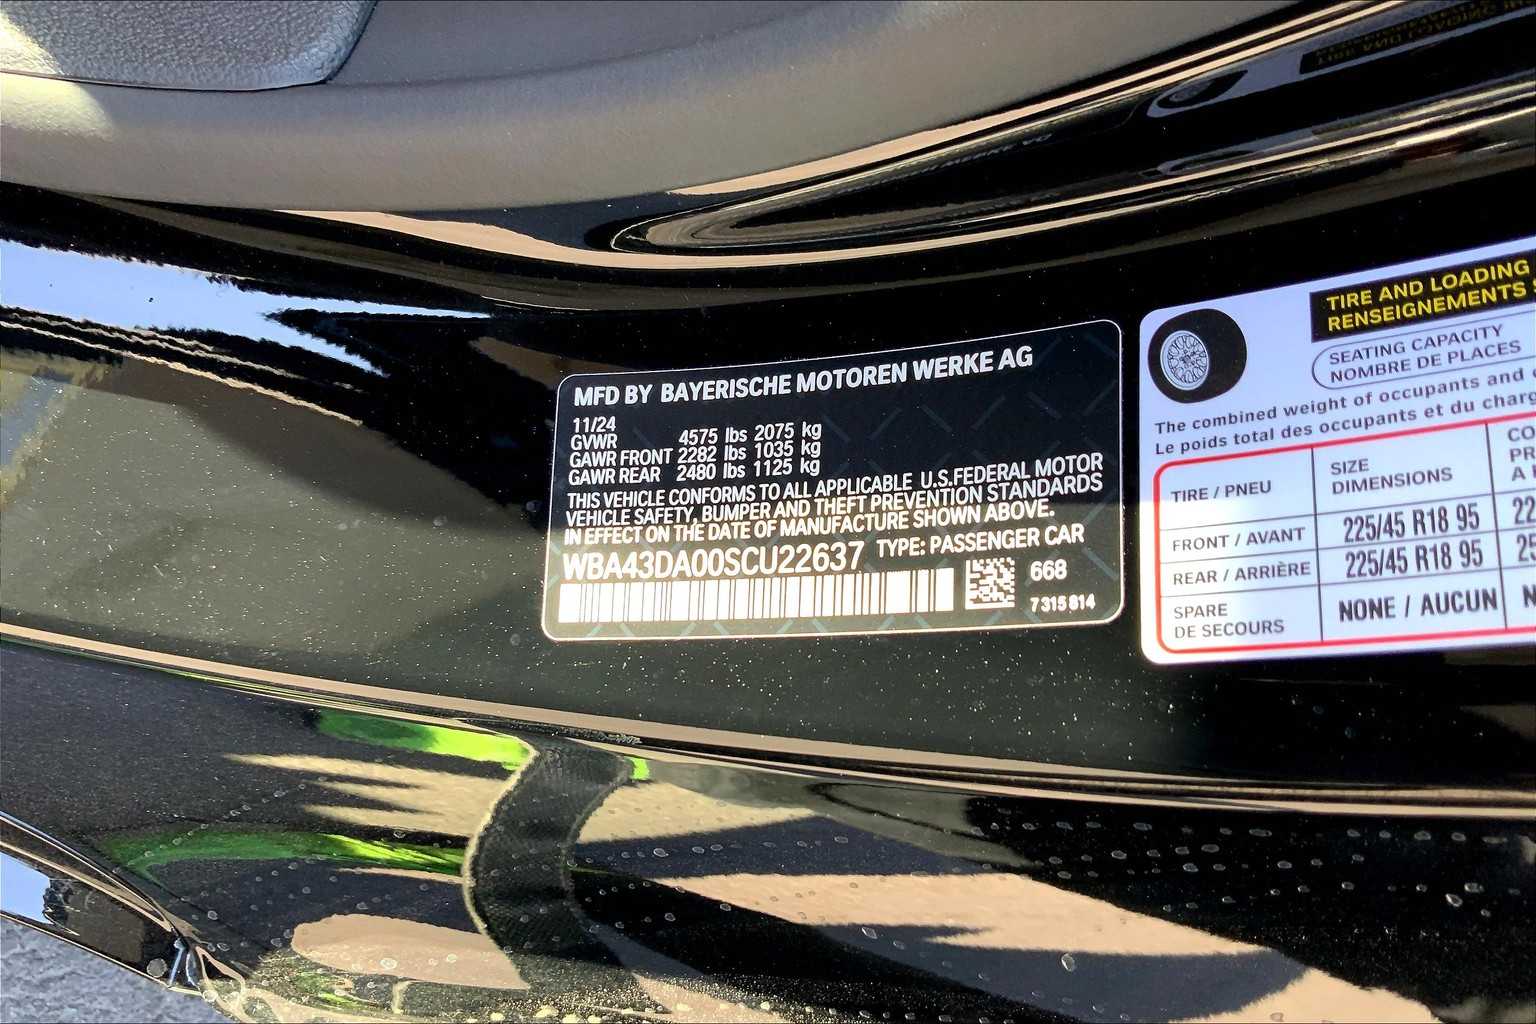 MFD BY BAYERISCHE MOTOREN WERKE AG
11/24
GVWR 4575 lbs 2075 kg
GAWR FRONT 2282 lbs 1035 kg
GAWR REAR 2480 lbs 1125 kg
THIS VEHICLE CONFORMS TO ALL APPLICABLE U.S.FEDERAL MOTOR
VEHICLE SAFETY, BUMPER AND THEFT PREVENTION STANDARDS
IN EFFECT ON THE DATE OF MANUFACTURE SHOWN ABOVE.
WBA43DA00SCU22637 TYPE: PASSENGER CAR
668
7 315 914
TIRE AND LOADING
RENSEIGNEMENTS
SEATING CAPACITY
NOMBRE DE PLACES
The combined weight of occupants and
Le poids total des occupants et du
TIRE / PNEU
SIZE
DIMENSIONS
FRONT / AVANT 225/45 R18 95
REAR / ARRIÈRE 225/45 R18 95
SPARE
DE SECOURS
NONE / AUCUN